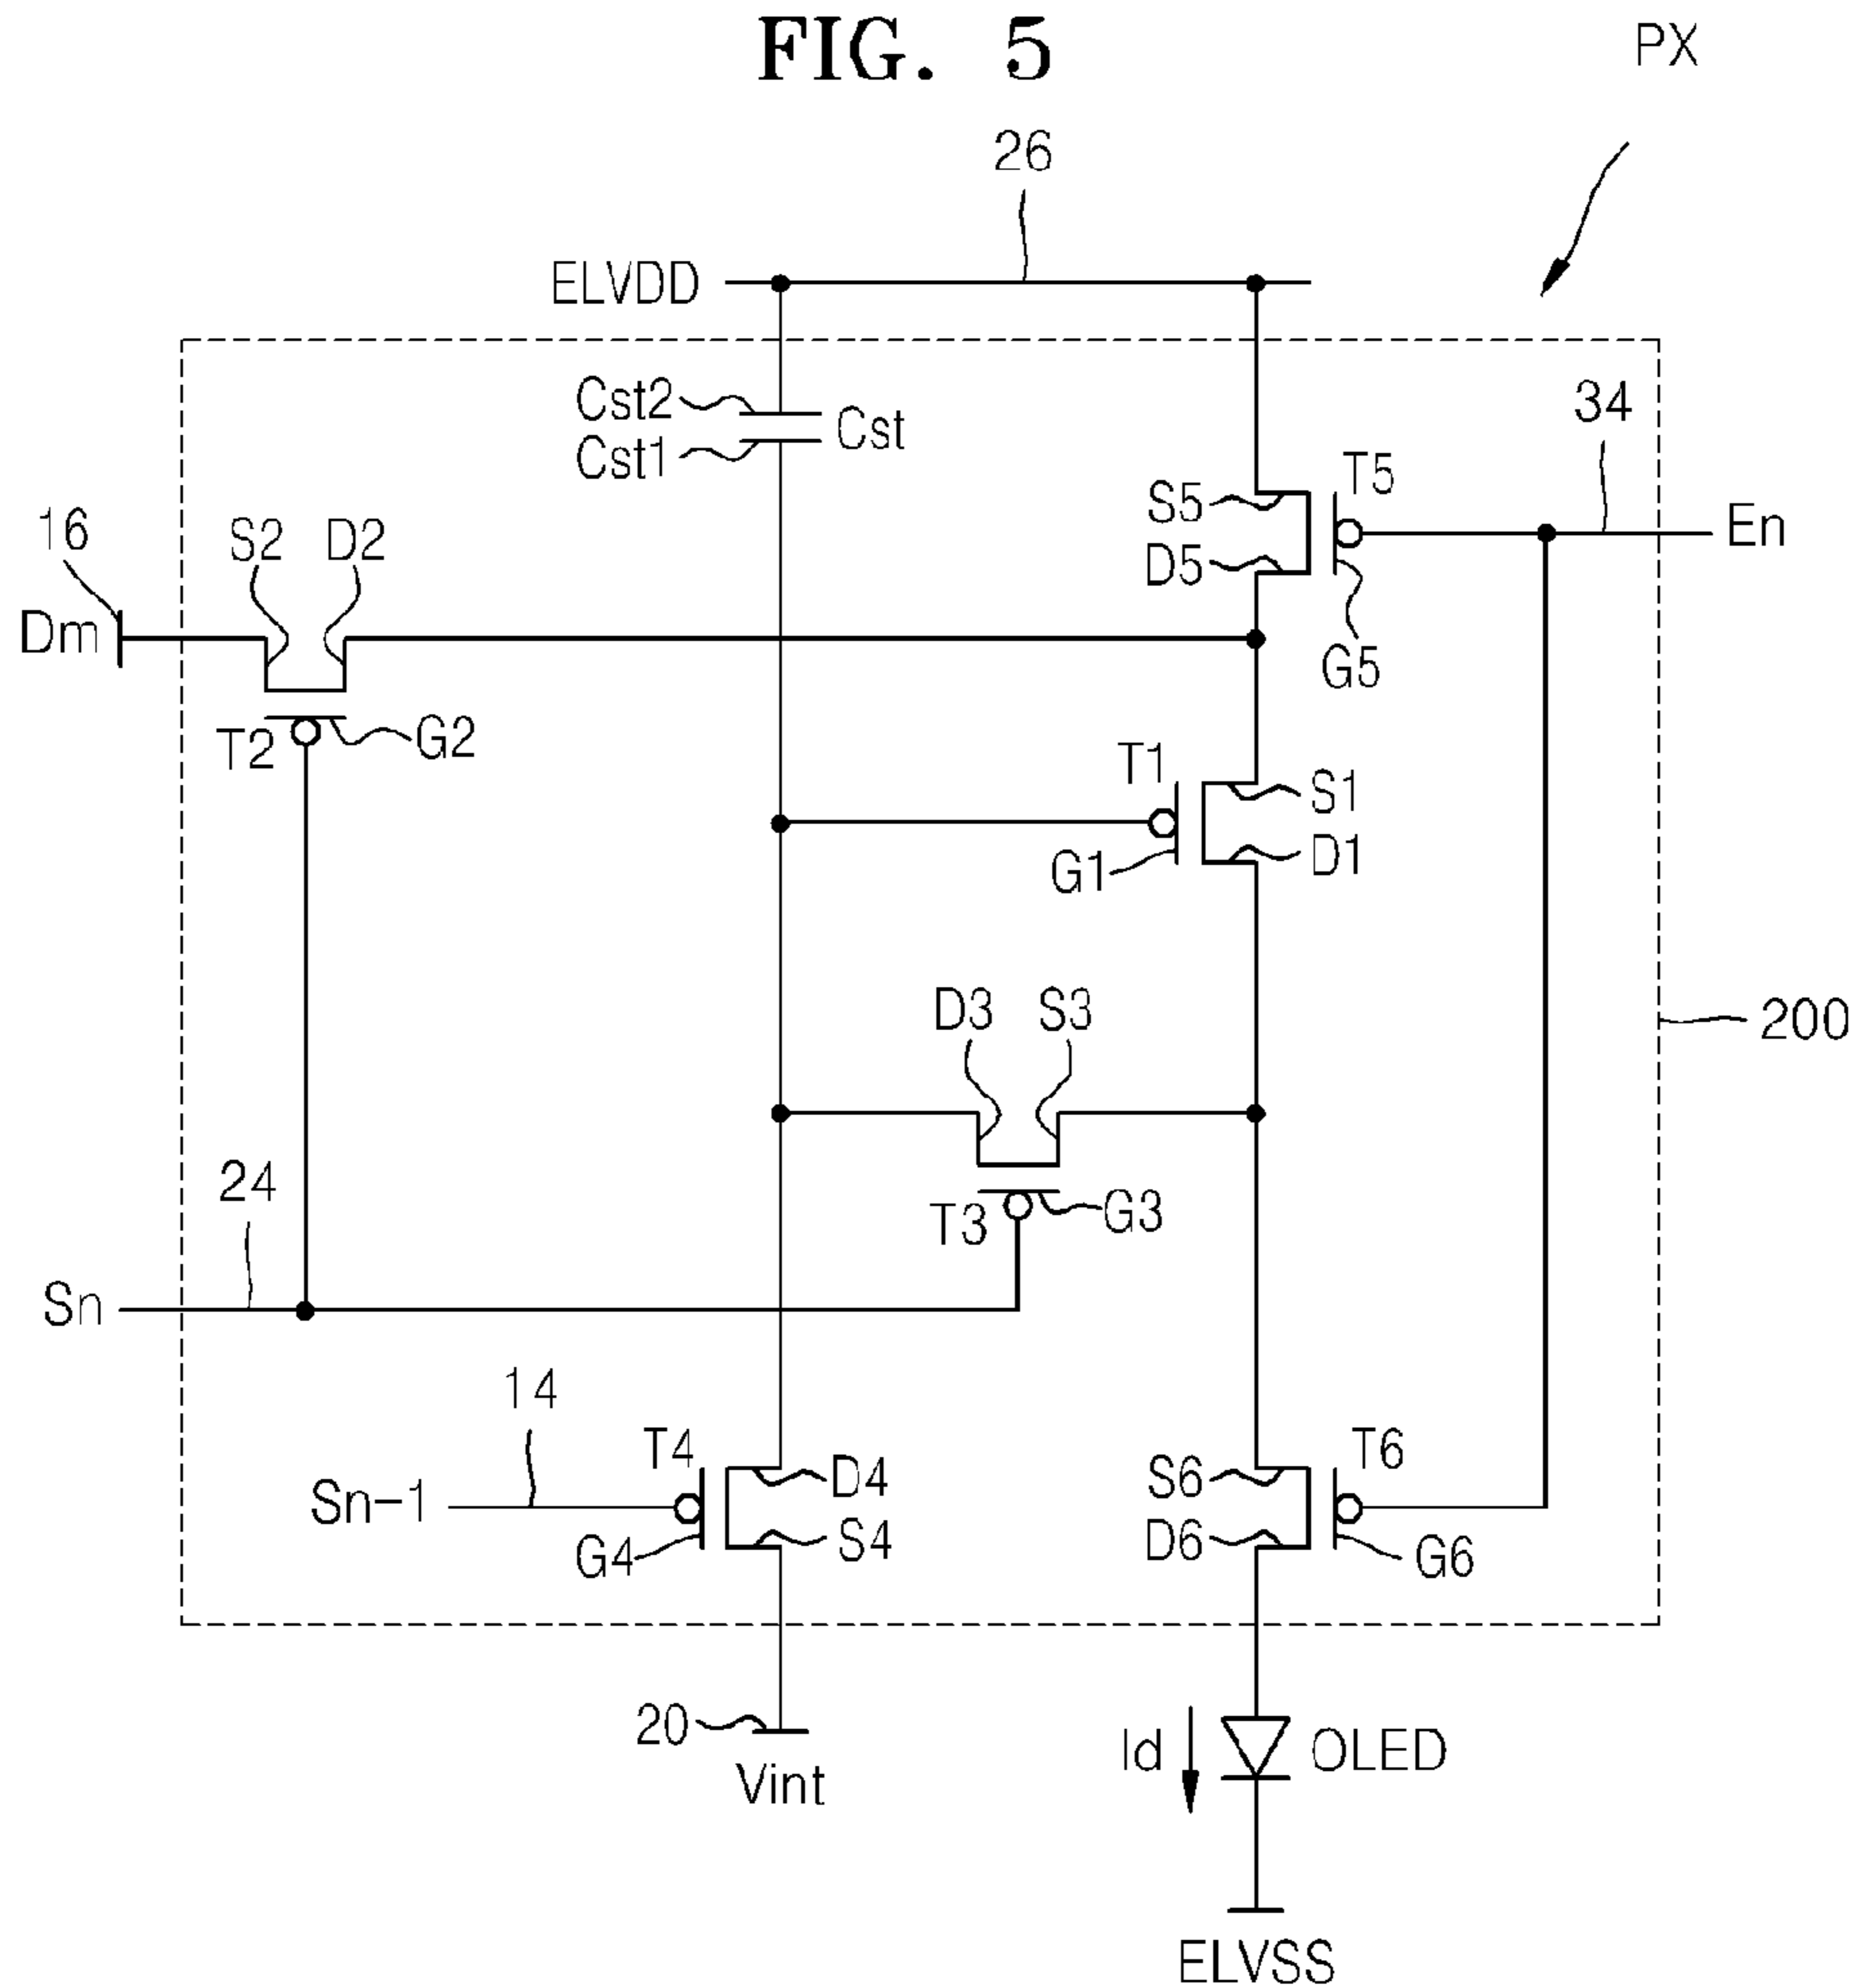 FIG. 5
PX
26
ELVDD
Cst2
Cst
Cst1
34
T5
S5
16
S2 D2
En
D5
Dm
G5
T2
G2
T1
S1
D1
G1
D3 S3
200
24
T3
G3
Sn
14
T4
D4
S6
T6
Sn-1
G4
S4
D6
G6
20
Id
OLED
Vint
ELVSS